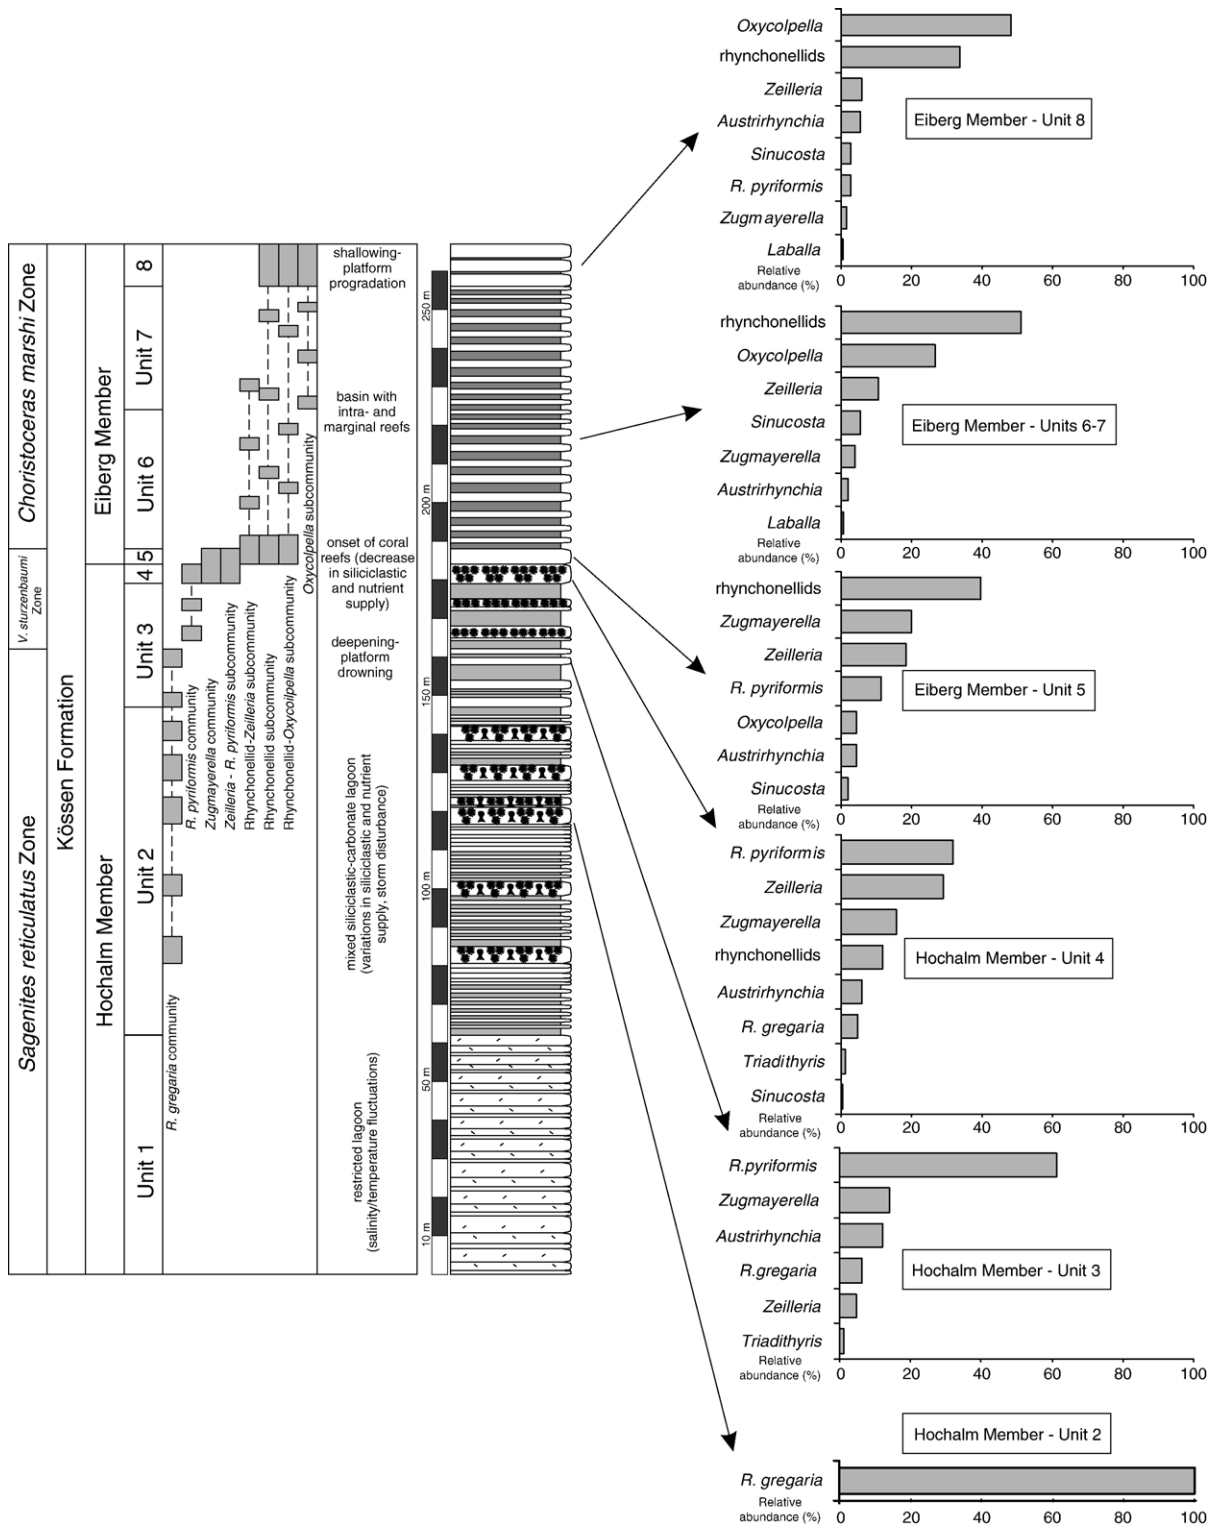 Sagenites reticulatus Zone
V. sturzenbaumi
Zone
Choristoceras marshi Zone
Kössen Formation
Hochalm Member
Eiberg Member
Unit 1
Unit 2
Unit 3
4
5
Unit 6
Unit 7
8
R. gregaria community
R. pyriformis community
Zugmayerella community
Zeilleria - R. pyriformis subcommunity
Rhynchonellid-Zeilleria subcommunity
Rhynchonellid subcommunity
Rhynchonellid-Oxycoilpella subcommunity
Oxycolpella subcommunity
shallowing-
platform
progradation
basin with
intra- and
marginal reefs
onset of coral
reefs (decrease
in siliciclastic
and nutrient
supply)
deepening-
platform
drowning
mixed siliciclastic-carbonate lagoon
(variations in siliciclastic and nutrient
supply, storm disturbance)
restricted lagoon
(salinity/temperature fluctuations)
250 m
200 m
150 m
100 m
50 m
10 m
Oxycolpella
rhynchonellids
Zeilleria
Austrirhynchia
Sinucosta
R. pyriformis
Zugmayerella
Laballa
Eiberg Member - Unit 8
Relative
abundance (%)
0 20 40 60 80 100
rhynchonellids
Oxycolpella
Zeilleria
Sinucosta
Zugmayerella
Austrirhynchia
Laballa
Eiberg Member - Units 6-7
Relative
abundance (%)
0 20 40 60 80 100
rhynchonellids
Zugmayerella
Zeilleria
R. pyriformis
Oxycolpella
Austrirhynchia
Sinucosta
Eiberg Member - Unit 5
Relative
abundance (%)
0 20 40 60 80 100
R. pyriformis
Zeilleria
Zugmayerella
rhynchonellids
Austrirhynchia
R. gregaria
Triadithyris
Sinucosta
Hochalm Member - Unit 4
Relative
abundance (%)
0 20 40 60 80 100
R.pyriformis
Zugmayerella
Austrirhynchia
R.gregaria
Zeilleria
Triadithyris
Hochalm Member - Unit 3
Relative
abundance (%)
0 20 40 60 80 100
Hochalm Member - Unit 2
R. gregaria
Relative
abundance (%)
0 20 40 60 80 100